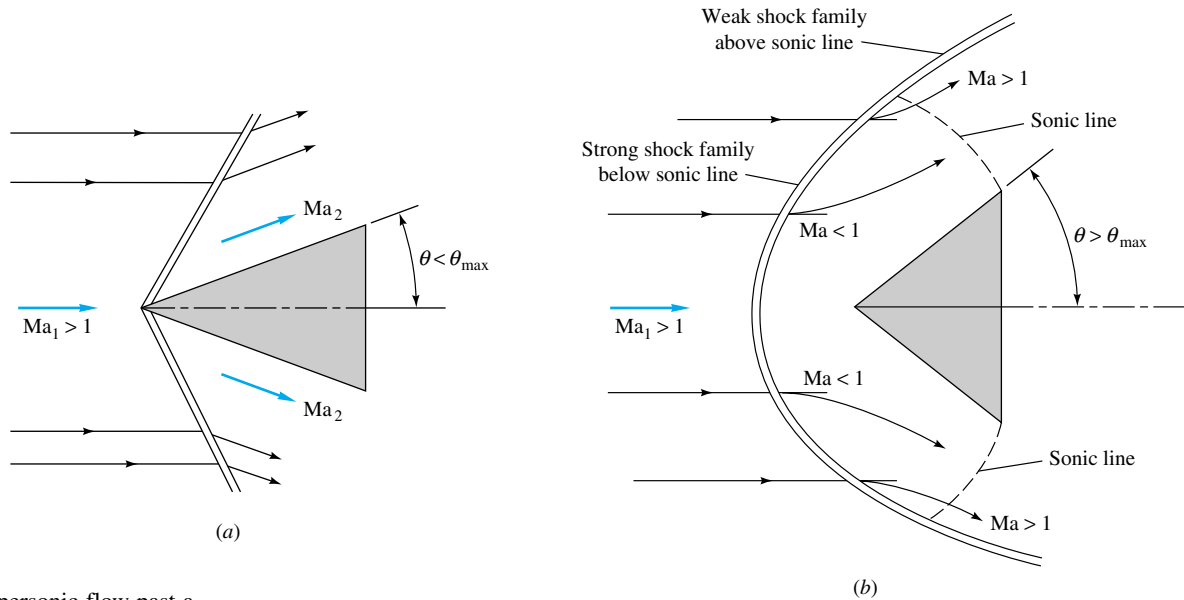 Weak shock family
above sonic line
Ma > 1
Sonic line
Strong shock family
below sonic line
Ma₂
Ma < 1
θ < θmax
θ > θmax
Ma₁ > 1
Ma₁ > 1
Ma₂
Ma < 1
Sonic line
Ma > 1
(a)
(b)